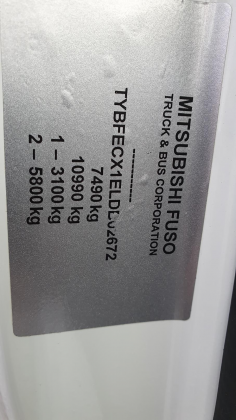 MITSUBISHI FUSO
TRUCK & BUS CORPORATION
------------
7490 kg
10990 kg
1 – 3100 kg
2 – 5800 kg